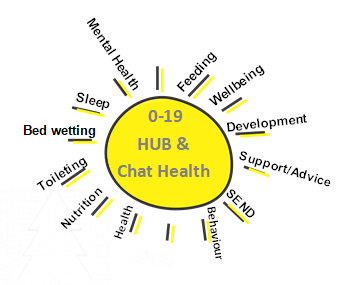 0-19
HUB &
Chat Health
Mental Health
Feeding
Wellbeing
Development
Support/Advice
SEND
Behaviour
Health
Nutrition
Toileting
Bed wetting
Sleep